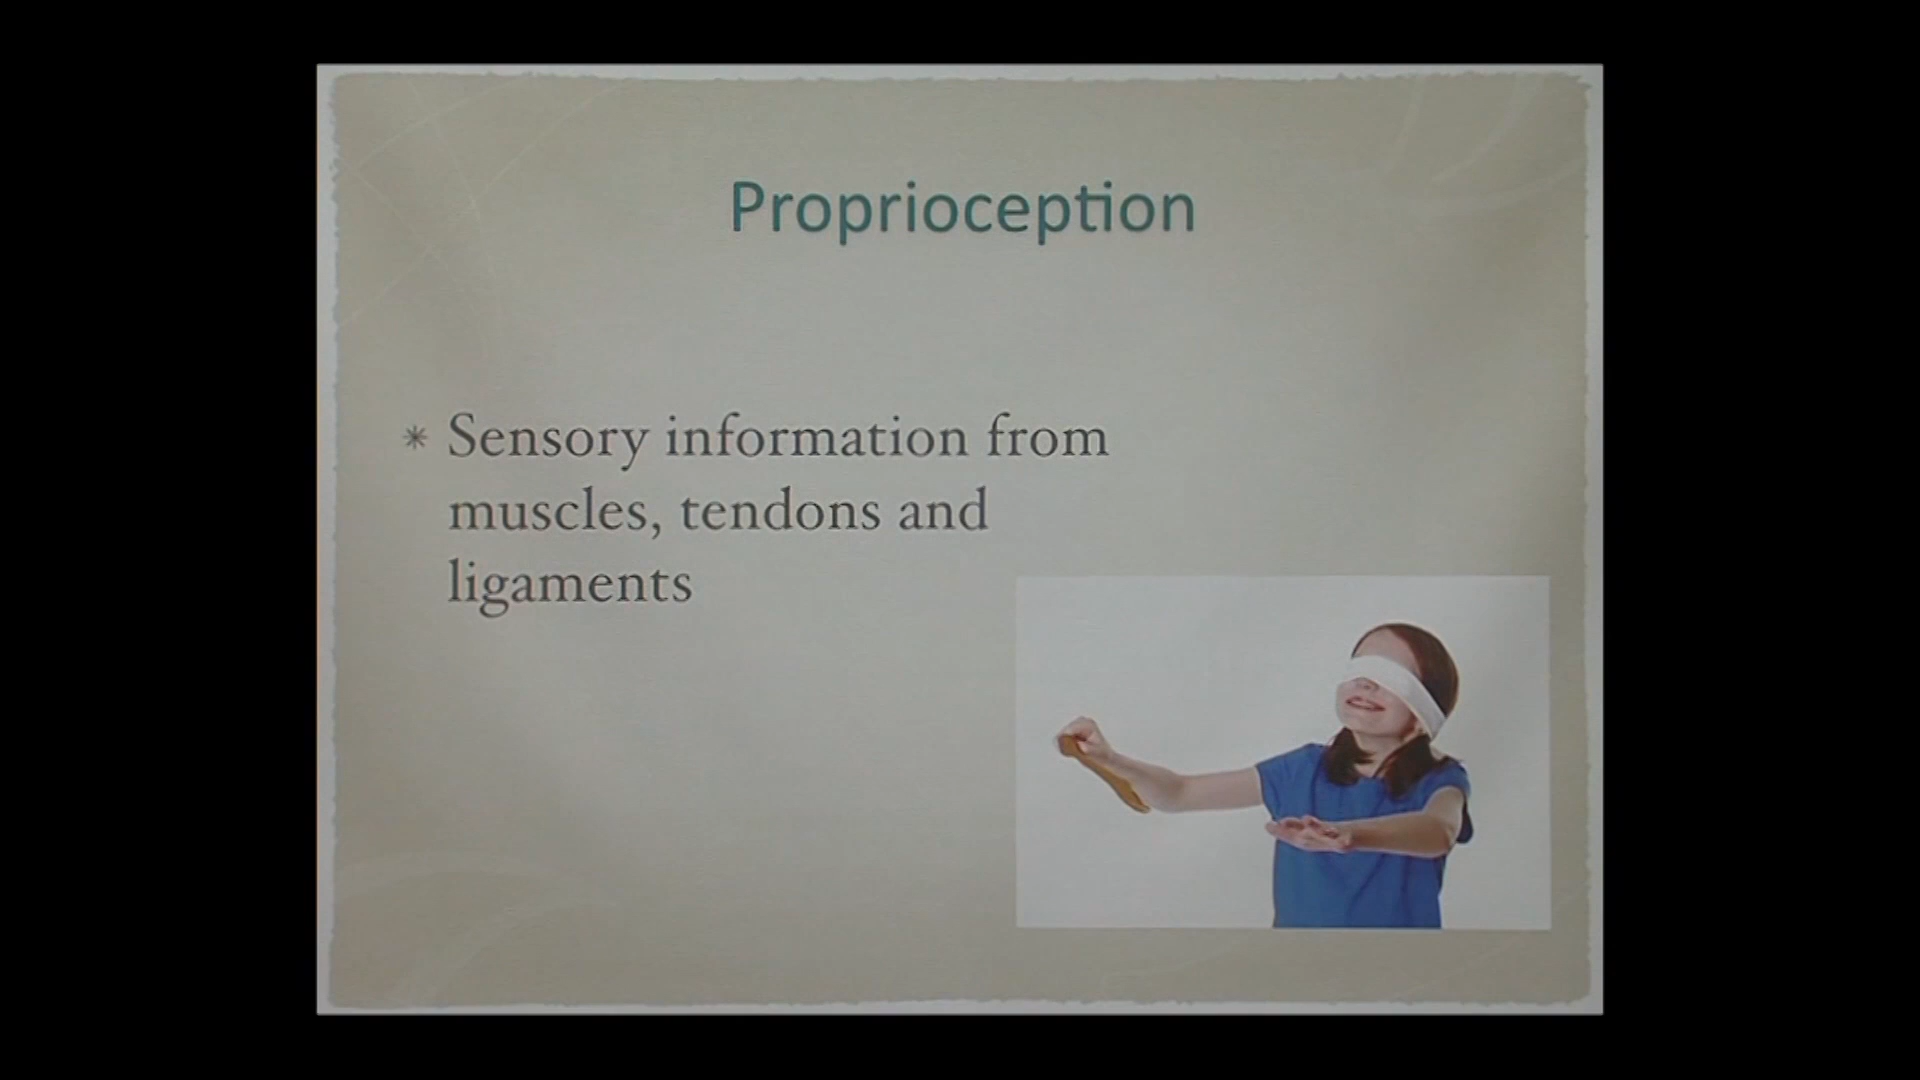 Proprioception
* Sensory information from
muscles, tendons and
ligaments